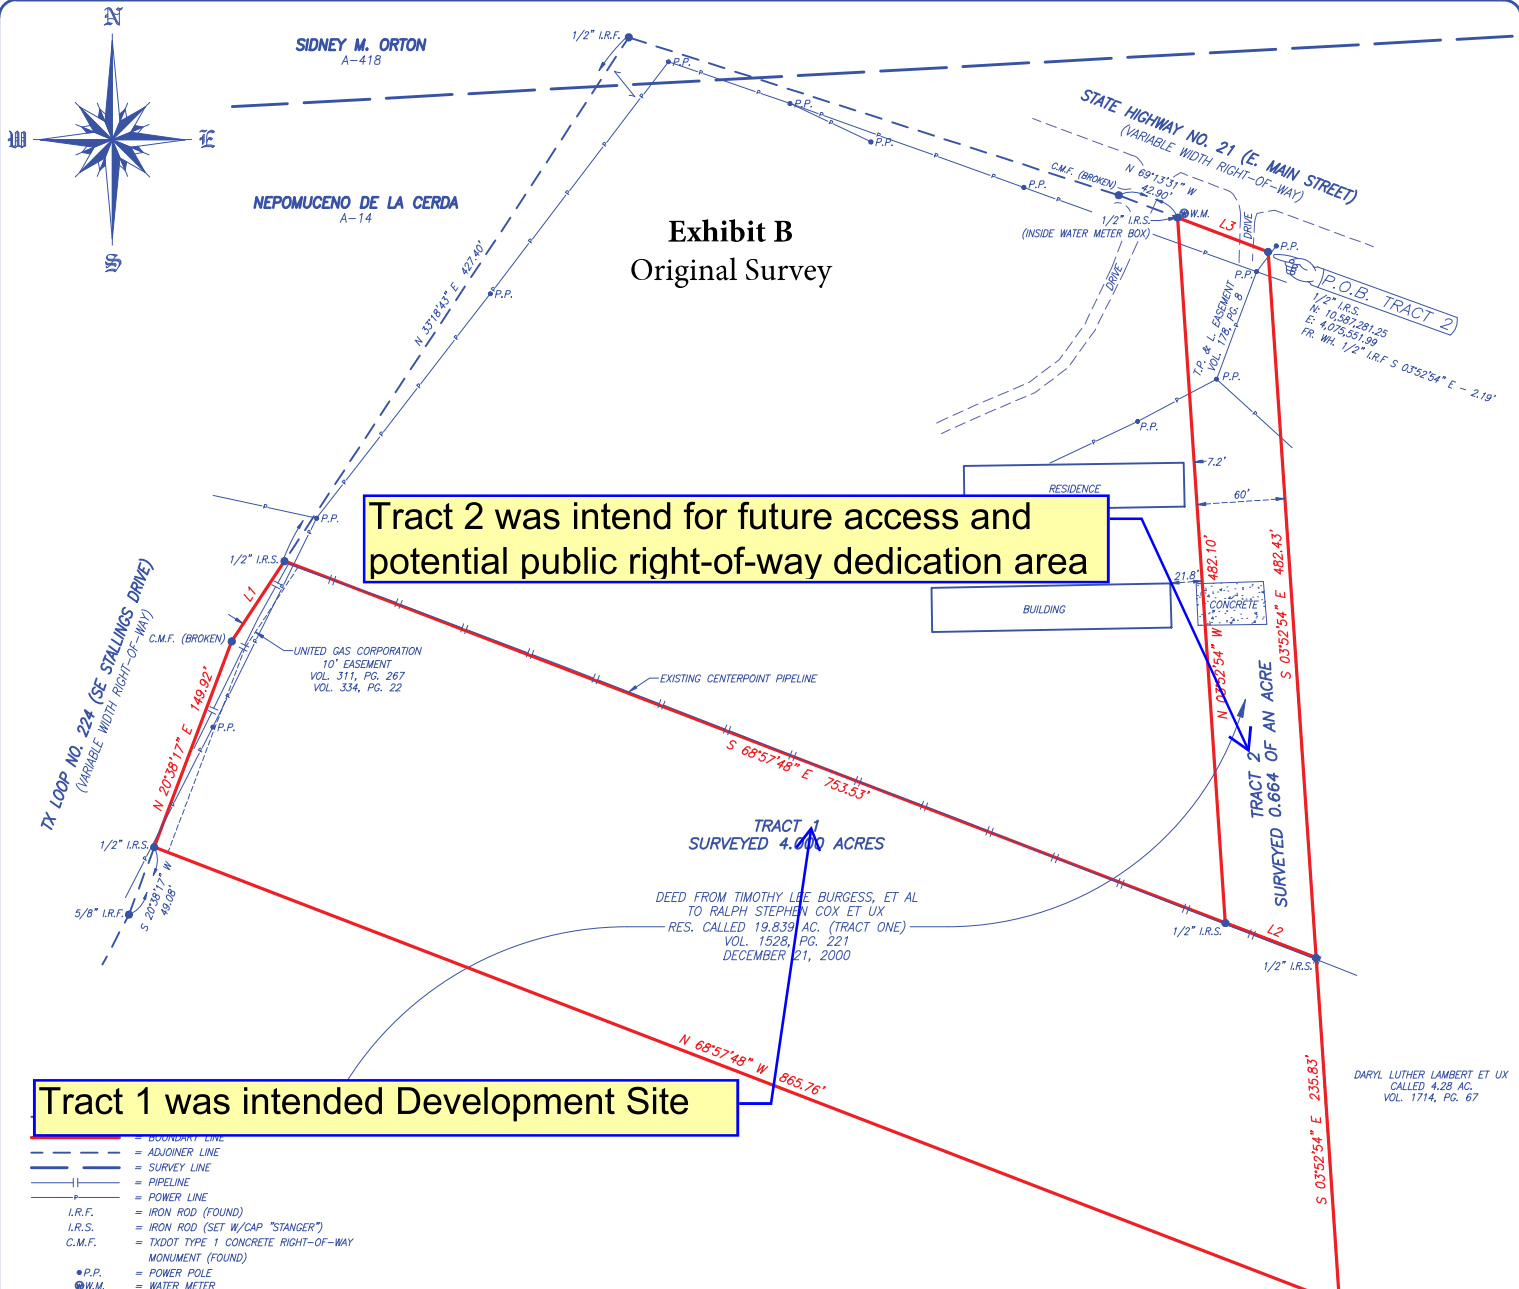 N
W
E
S
SIDNEY M. ORTON
A-418
NEPOMUCENO DE LA CERDA
A-14
Exhibit B
Original Survey
1/2" I.R.F.
P.P.
P.P.
P.P.
P.P.
STATE HIGHWAY NO. 21 (E. MAIN STREET)
(VARIABLE WIDTH RIGHT-OF-WAY)
C.M.F. (BROKEN)
N 69°13'31" W
42.90'
1/2" I.R.S.
(INSIDE WATER METER BOX)
W.M.
L3
DRIVE
DRIVE
P.P.
P.P.
P.O.B. TRACT 2
1/2" I.R.S.
N: 10,587,281.25
E: 4,075,551.99
FR. WH. 1/2" I.R.F S 03°52'54" E - 2.19'
T.P. & L. EASEMENT
VOL. 178, PG. 8
P.P.
P.P.
N 33°18'43" E 427.40'
P.P.
P.P.
7.2'
60'
RESIDENCE
Tract 2 was intend for future access and
potential public right-of-way dedication area
21.8'
BUILDING
CONCRETE
N 03°52'54" W 482.10'
S 03°52'54" E 482.43'
1/2" I.R.S.
L1
C.M.F. (BROKEN)
TX LOOP NO. 224 (SE STALLINGS DRIVE)
(VARIABLE WIDTH RIGHT-OF-WAY)
N 20°38'17" E 149.92'
UNITED GAS CORPORATION
10' EASEMENT
VOL. 311, PG. 267
VOL. 334, PG. 22
P.P.
EXISTING CENTERPOINT PIPELINE
S 68°57'48" E 753.53'
TRACT 2
SURVEYED 0.664 OF AN ACRE
TRACT 1
SURVEYED 4.000 ACRES
DEED FROM TIMOTHY LEE BURGESS, ET AL
TO RALPH STEPHEN COX ET UX
RES. CALLED 19.839 AC. (TRACT ONE)
VOL. 1528, PG. 221
DECEMBER 21, 2000
1/2" I.R.S.
5/8" I.R.F.
S 20°38'17" W
49.08'
1/2" I.R.S.
L2
1/2" I.R.S.
N 68°57'48" W 865.76'
S 03°52'54" E 235.83'
DARYL LUTHER LAMBERT ET UX
CALLED 4.28 AC.
VOL. 1714, PG. 67
Tract 1 was intended Development Site
= BOUNDARY LINE
= ADJOINER LINE
= SURVEY LINE
= PIPELINE
P = POWER LINE
I.R.F. = IRON ROD (FOUND)
I.R.S. = IRON ROD (SET W/CAP "STANGER")
C.M.F. = TXDOT TYPE 1 CONCRETE RIGHT-OF-WAY
MONUMENT (FOUND)
P.P. = POWER POLE
W.M. = WATER METER